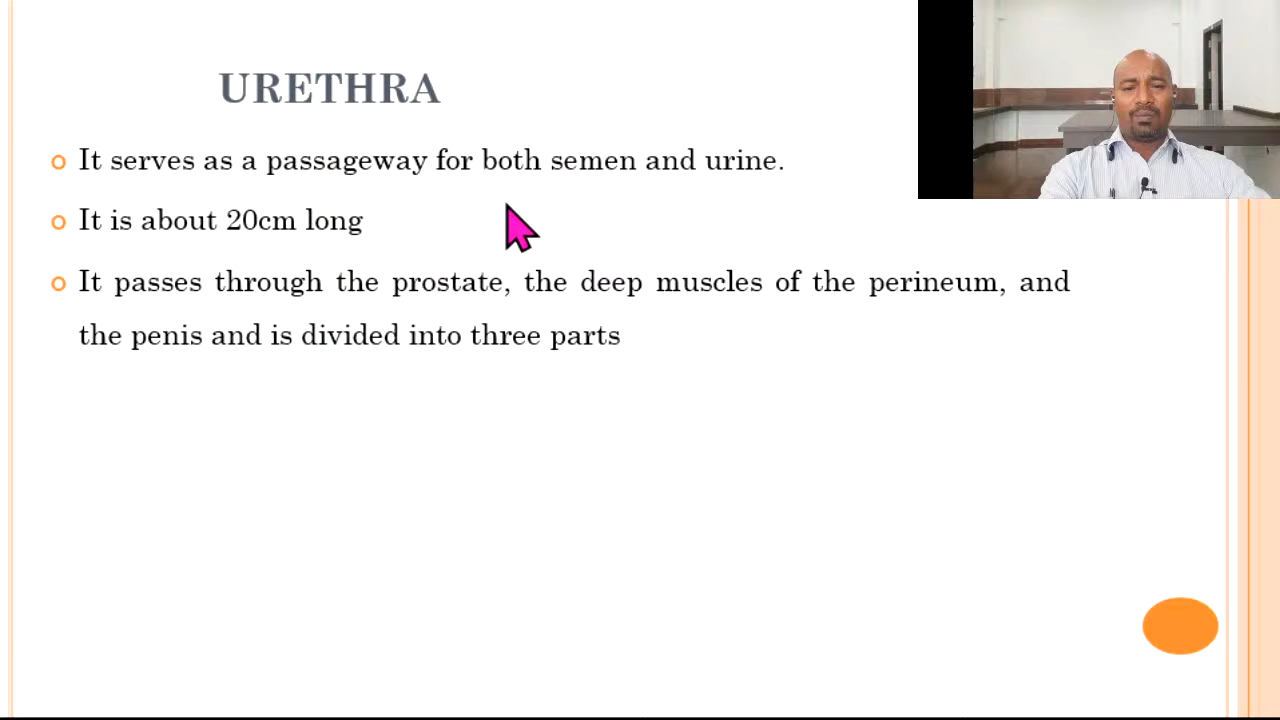 URETHRA
It serves as a passageway for both semen and urine.
It is about 20cm long
It passes through the prostate, the deep muscles of the perineum, and
the penis and is divided into three parts